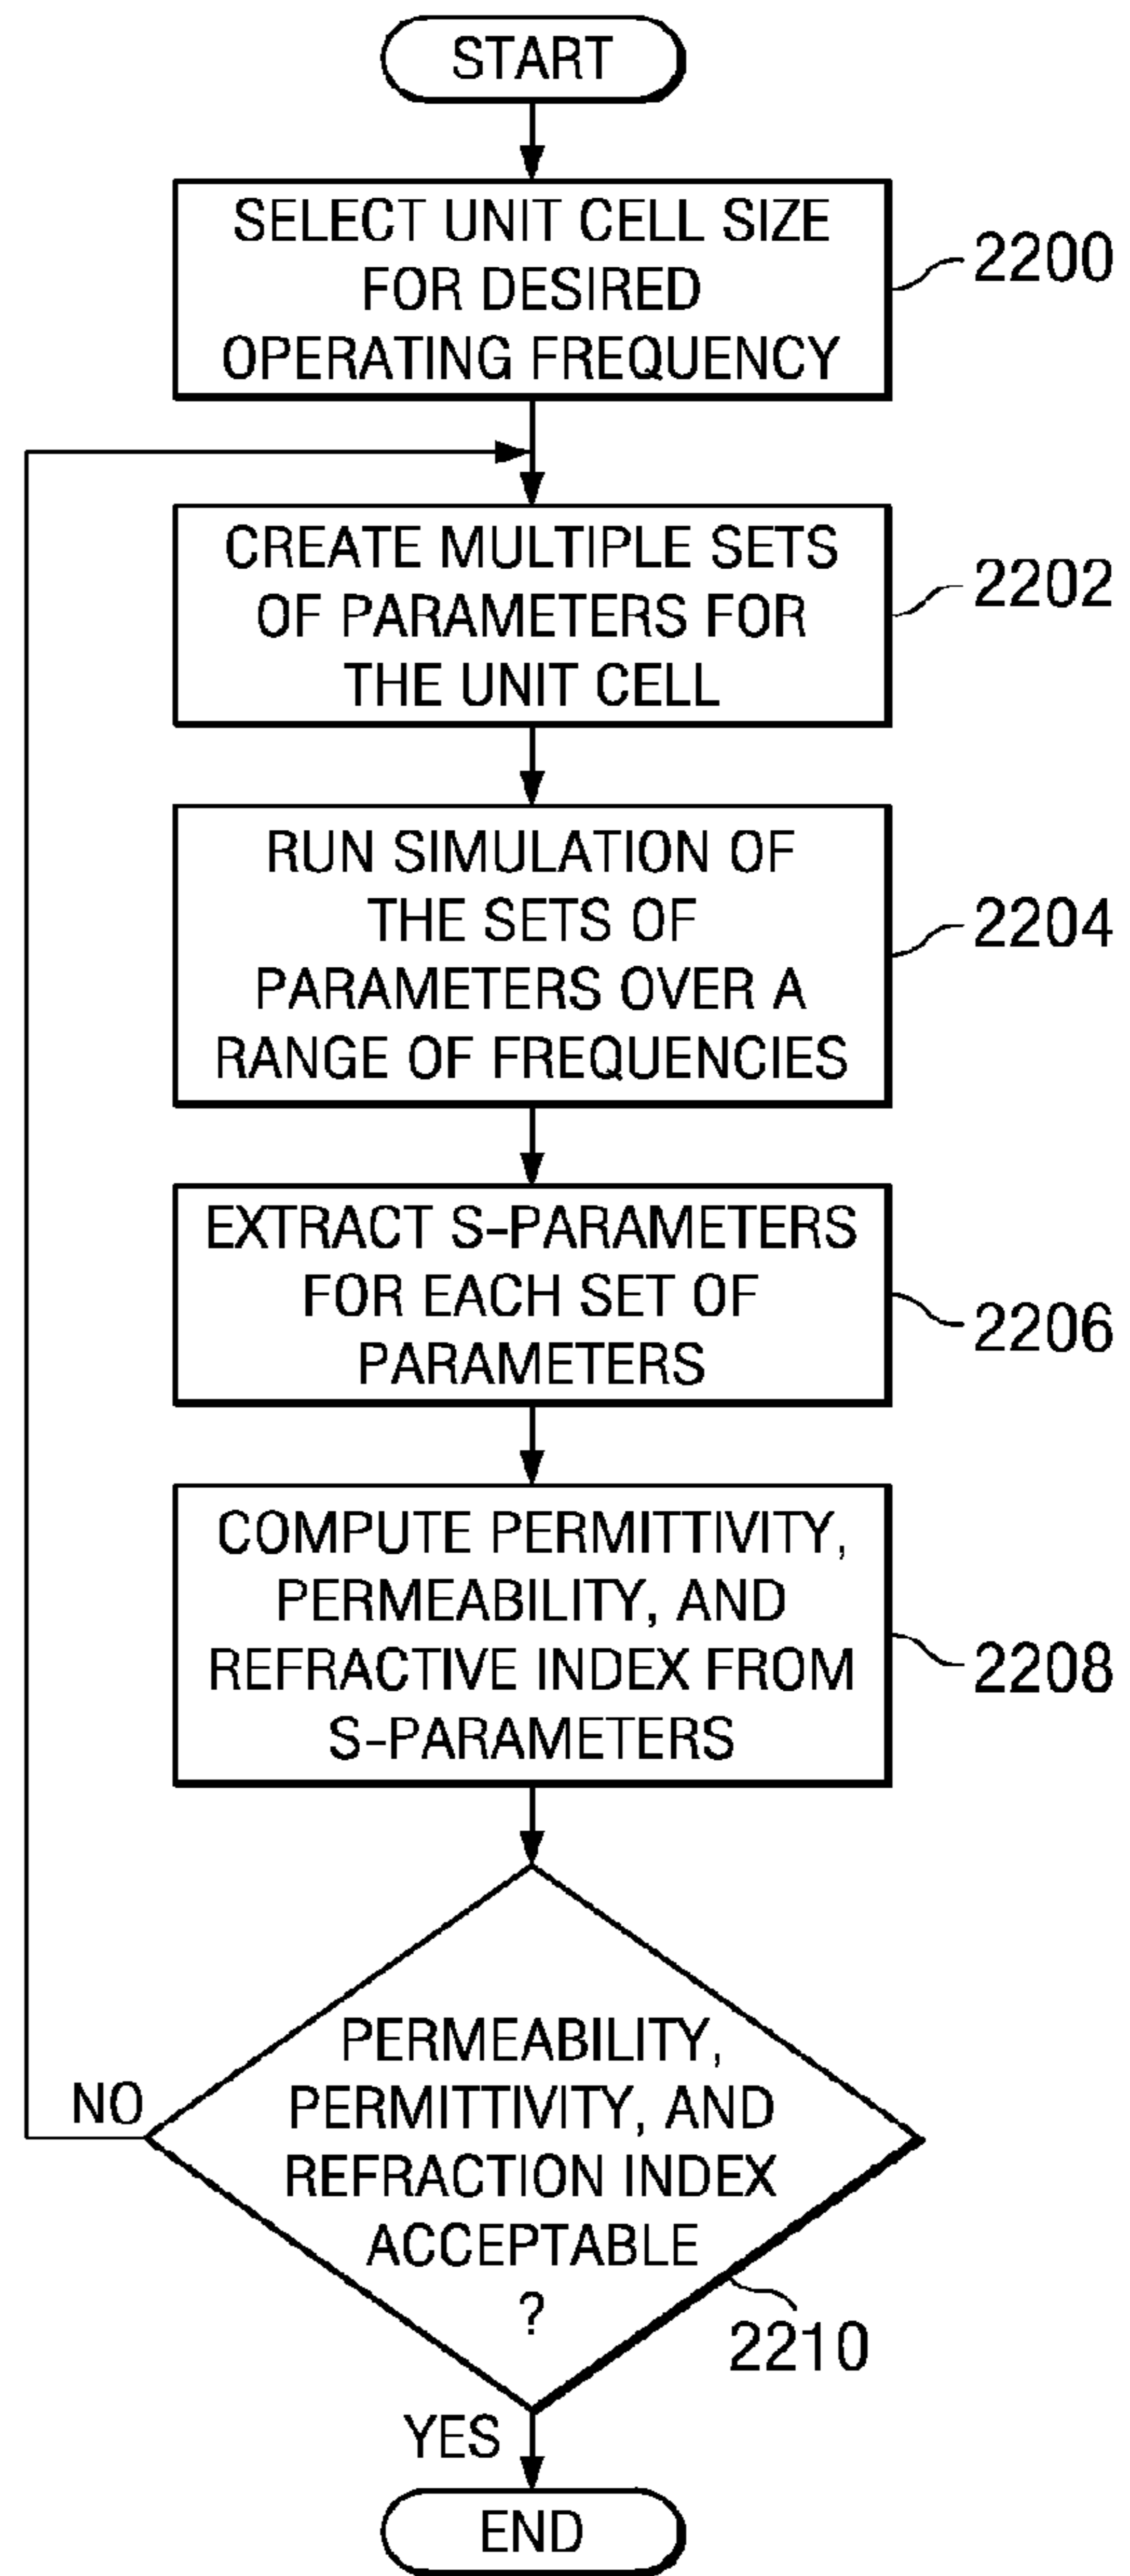 START
SELECT UNIT CELL SIZE
FOR DESIRED
OPERATING FREQUENCY
2200
CREATE MULTIPLE SETS
OF PARAMETERS FOR
THE UNIT CELL
2202
RUN SIMULATION OF
THE SETS OF
PARAMETERS OVER A
RANGE OF FREQUENCIES
2204
EXTRACT S-PARAMETERS
FOR EACH SET OF
PARAMETERS
2206
COMPUTE PERMITTIVITY,
PERMEABILITY, AND
REFRACTIVE INDEX FROM
S-PARAMETERS
2208
PERMEABILITY,
PERMITTIVITY, AND
REFRACTION INDEX
ACCEPTABLE
?
NO
2210
YES
END